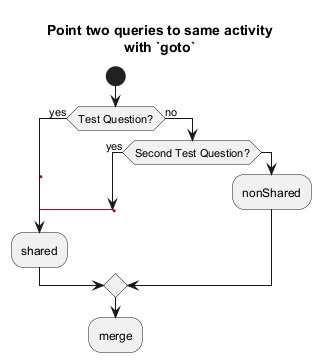 Point two queries to same activity
with `goto`
yes
Test Question?
no
yes
Second Test Question?
nonShared
shared
merge